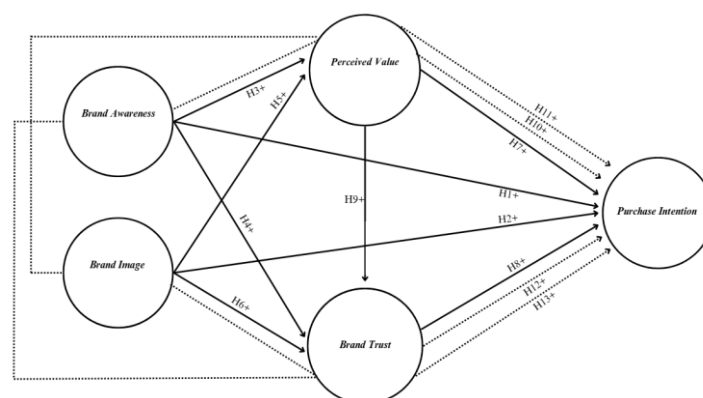 Perceived Value
H3+
H5+
H11+
H10+
H7+
Brand Awareness
H1+
H9+
Purchase Intention
H4+
H2+
Brand Image
H8+
H6+
H12+
H13+
Brand Trust